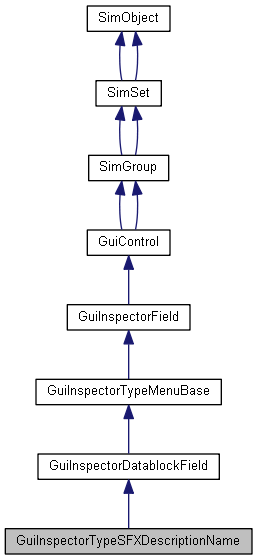 SimObject
SimSet
SimGroup
GuiControl
GuiInspectorField
GuiInspectorTypeMenuBase
GuiInspectorDatablockField
GuiInspectorTypeSFXDescriptionName